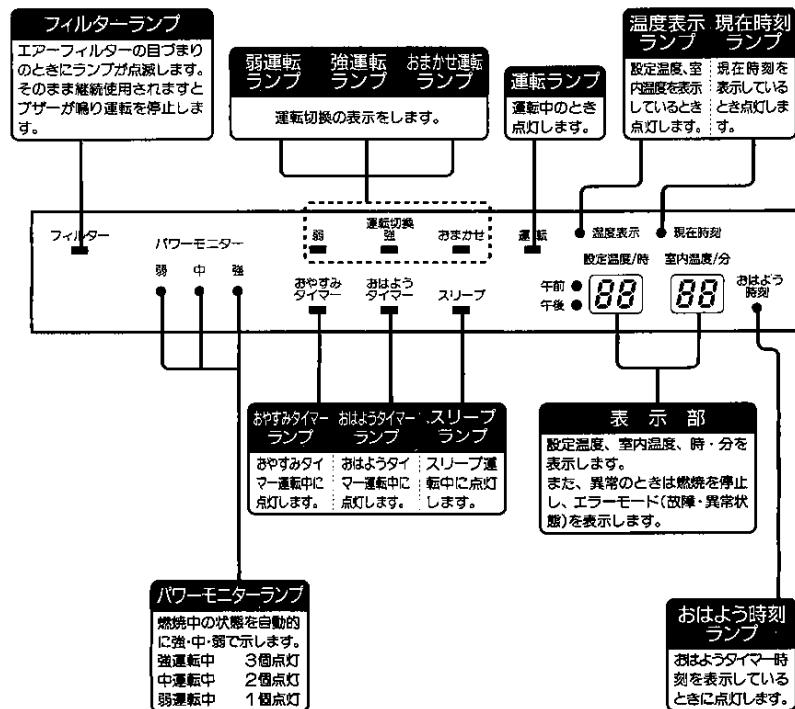 フィルターランプ
エアーフィルターの目づまり
のときにランプが点滅します。
そのまま継続使用されますと
ブザーが鳴り運転を停止しま
す。
弱運転
ランプ
強運転
ランプ
おまかせ運転
ランプ
運転切換の表示をします。
運転ランプ
運転中のとき
点灯します。
温度表示
ランプ
設定温度、室
内温度を表示
しているとき
点灯します。
現在時刻
ランプ
現在時刻を
表示している
とき点灯しま
す。
フィルター
パワーモニター
弱 中 強
運転切換
弱 強 おまかせ
運転
温度表示
現在時刻
おやすみ
タイマー
おはよう
タイマー
スリープ
設定温度/時
室内温度/分
午前
午後
88 88
おはよう
時刻
おやすみタイマー
ランプ
おやすみタイ
マー運転中に
点灯します。
おはようタイマー
ランプ
おはようタイ
マー運転中に
点灯します。
スリープ
ランプ
スリープ運
転中に点灯
します。
表示部
設定温度、室内温度、時・分を
表示します。
また、異常のときは燃焼を停止
し、エラーモード(故障・異常状
態)を表示します。
パワーモニターランプ
燃焼中の状態を自動的
に強・中・弱で示します。
強運転中 3個点灯
中運転中 2個点灯
弱運転中 1個点灯
おはよう時刻
ランプ
おはようタイマー時
刻を表示している
ときに点灯します。